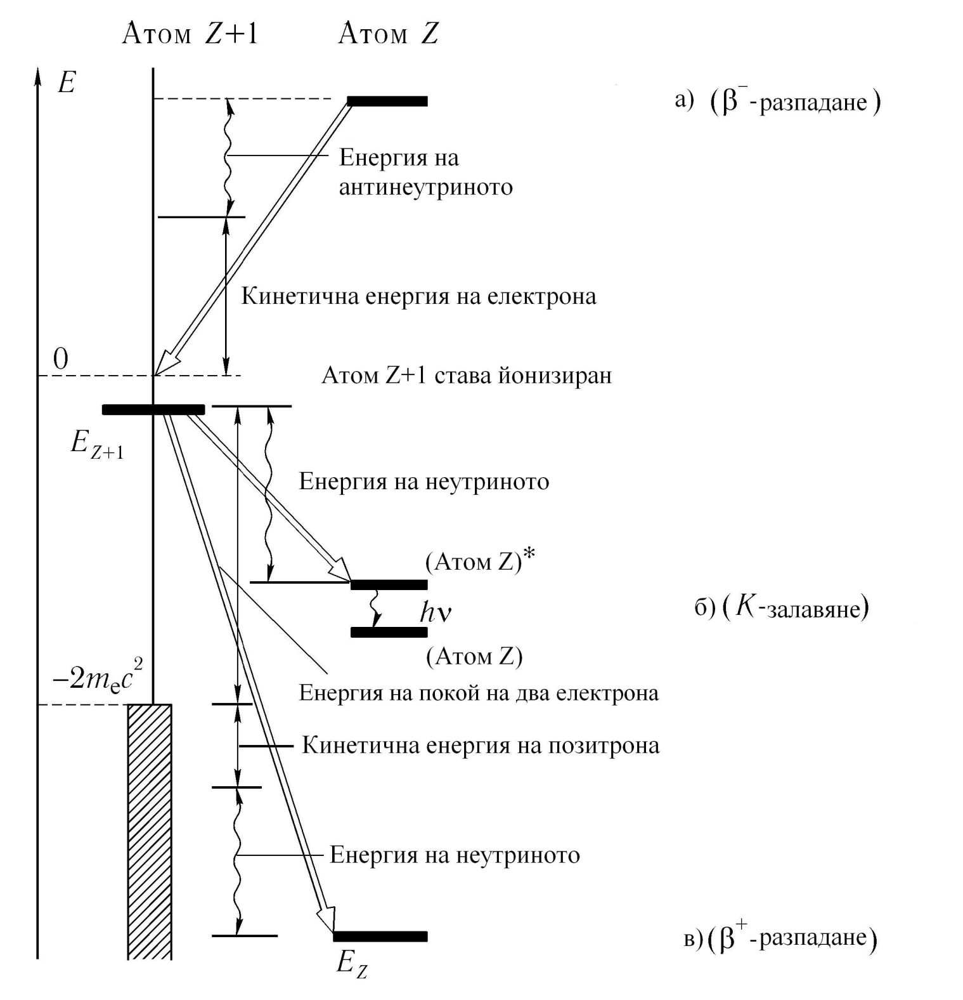 Атом Z+1
Атом Z
E
а) (β⁻-разпадане)
Енергия на
антинеутриното
Кинетична енергия на електрона
0
Атом Z+1 става йонизиран
E_{Z+1}
Енергия на неутриното
(Атом Z)*
hν
б) (K-залавяне)
(Атом Z)
−2mₑc²
Енергия на покой на два електрона
Кинетична енергия на позитрона
Енергия на неутриното
в) (β⁺-разпадане)
E_Z